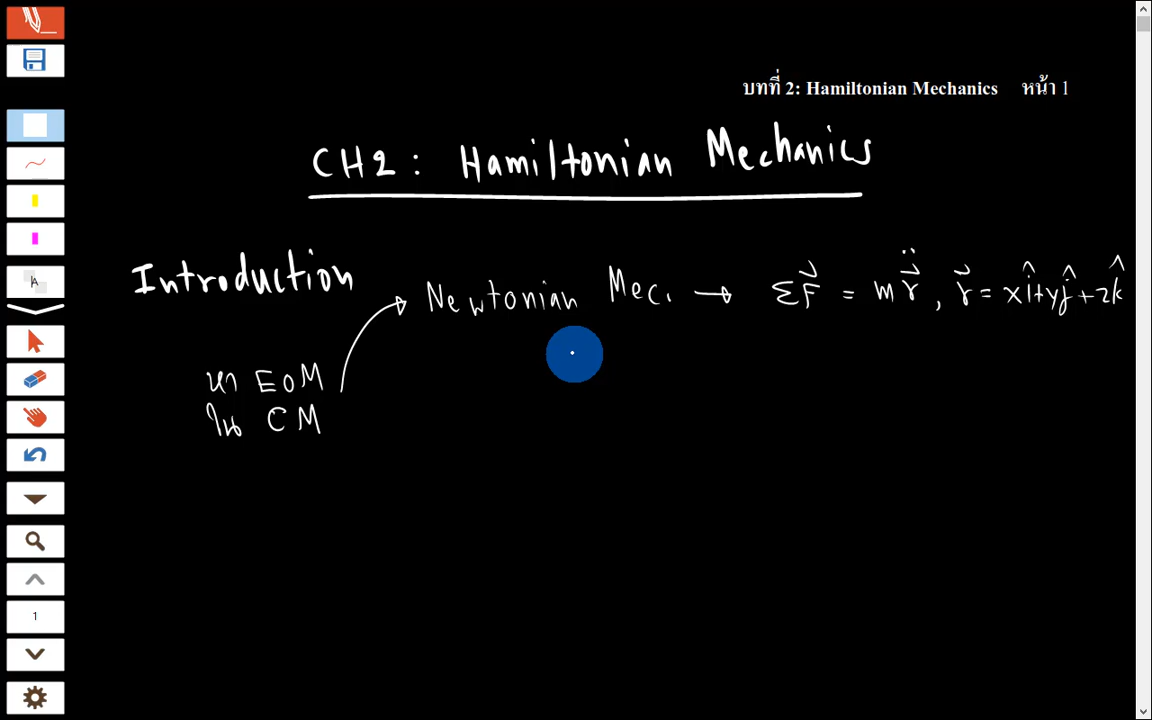 บทที่ 2: Hamiltonian Mechanics หน้า 1
CH2: Hamiltonian Mechanics
Introduction
Newtonian Mec. → ΣF⃗ = m r̈⃗ , r⃗ = xî+yĵ+zk̂
หา EoM
ใน CM
A
1